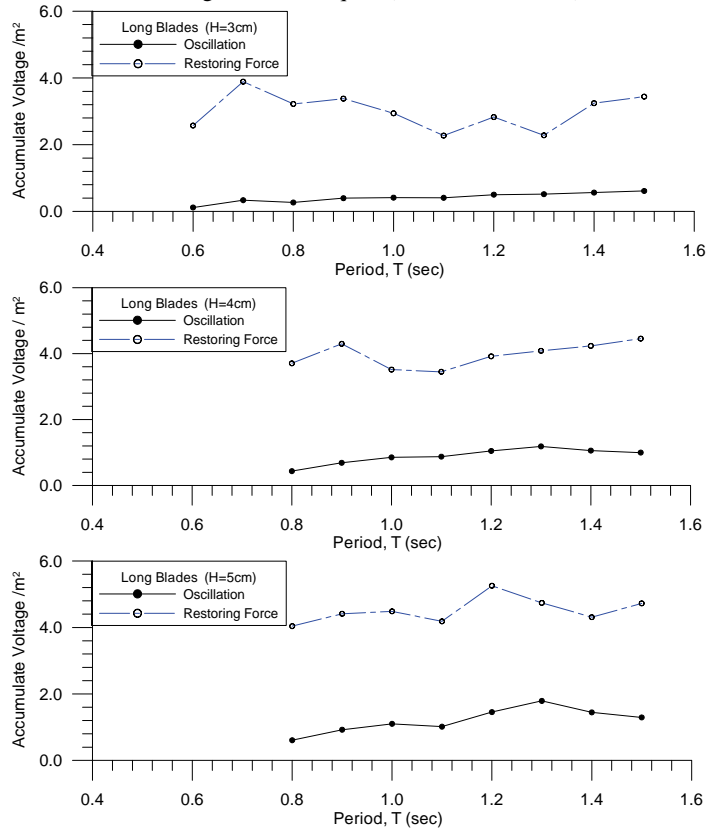 6.0
4.0
2.0
0.0
Accumulate Voltage /m²
Long Blades (H=3cm)
Oscillation
Restoring Force
0.4 0.6 0.8 1.0 1.2 1.4 1.6
Period, T (sec)
6.0
4.0
2.0
0.0
Accumulate Voltage / m²
Long Blades (H=4cm)
Oscillation
Restoring Force
0.4 0.6 0.8 1.0 1.2 1.4 1.6
Period, T (sec)
6.0
4.0
2.0
0.0
Accumulate Voltage /m²
Long Blades (H=5cm)
Oscillation
Restoring Force
0.4 0.6 0.8 1.0 1.2 1.4 1.6
Period, T (sec)